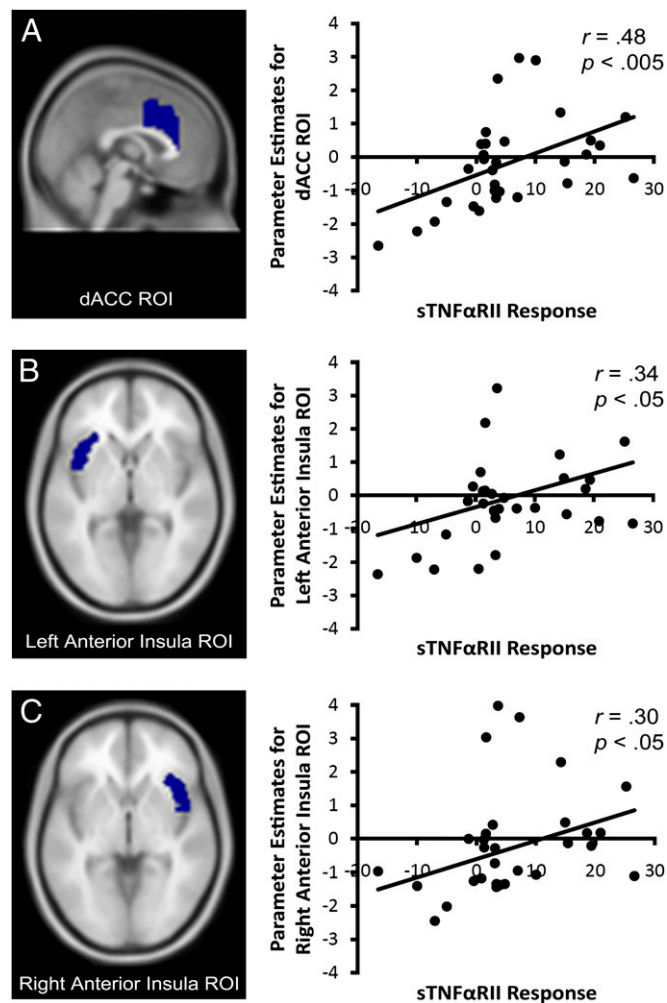 A
dACC ROI
Parameter Estimates for
dACC ROI
4
3
2
1
0
-1
-2
-3
-4
-20
-10
0
10
20
30
r = .48
p < .005
sTNFαRII Response
B
Left Anterior Insula ROI
Parameter Estimates for
Left Anterior Insula ROI
4
3
2
1
0
-1
-2
-3
-4
-20
-10
0
10
20
30
r = .34
p < .05
sTNFαRII Response
C
Right Anterior Insula ROI
Parameter Estimates for
Right Anterior Insula ROI
4
3
2
1
0
-1
-2
-3
-4
-20
-10
0
10
20
30
r = .30
p < .05
sTNFαRII Response